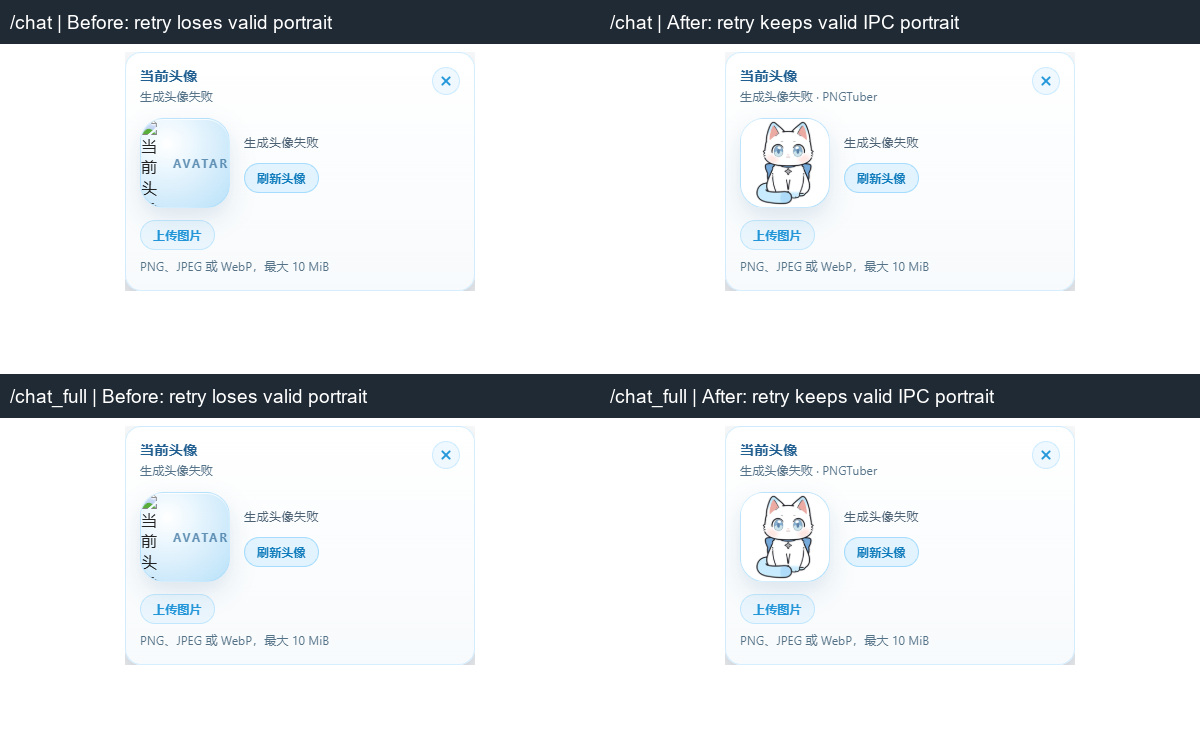 /chat | Before: retry loses valid portrait
/chat | After: retry keeps valid IPC portrait
当前头像
生成头像失败
当
前
头
AVATAR
生成头像失败
刷新头像
上传图片
PNG、JPEG 或 WebP，最大 10 MiB
当前头像
生成头像失败 · PNGTuber
生成头像失败
刷新头像
上传图片
PNG、JPEG 或 WebP，最大 10 MiB
/chat_full | Before: retry loses valid portrait
/chat_full | After: retry keeps valid IPC portrait
当前头像
生成头像失败
当
前
头
AVATAR
生成头像失败
刷新头像
上传图片
PNG、JPEG 或 WebP，最大 10 MiB
当前头像
生成头像失败 · PNGTuber
生成头像失败
刷新头像
上传图片
PNG、JPEG 或 WebP，最大 10 MiB